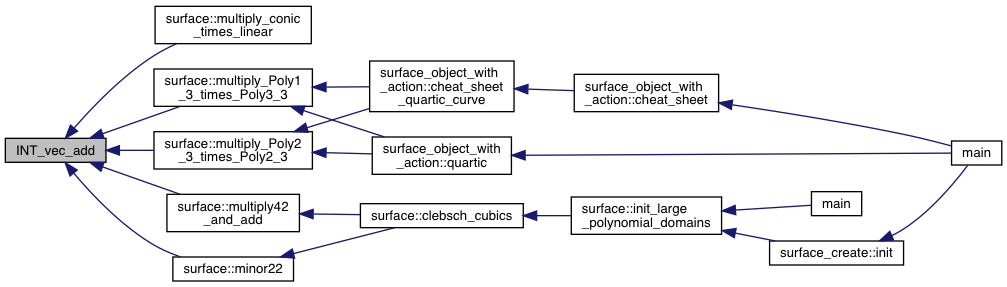 INT_vec_add
surface::multiply_conic
_times_linear
surface::multiply_Poly1
_3_times_Poly3_3
surface::multiply_Poly2
_3_times_Poly2_3
surface::multiply42
_and_add
surface::minor22
surface_object_with
_action::cheat_sheet
_quartic_curve
surface_object_with
_action::quartic
surface::clebsch_cubics
surface_object_with
_action::cheat_sheet
surface::init_large
_polynomial_domains
main
surface_create::init
main